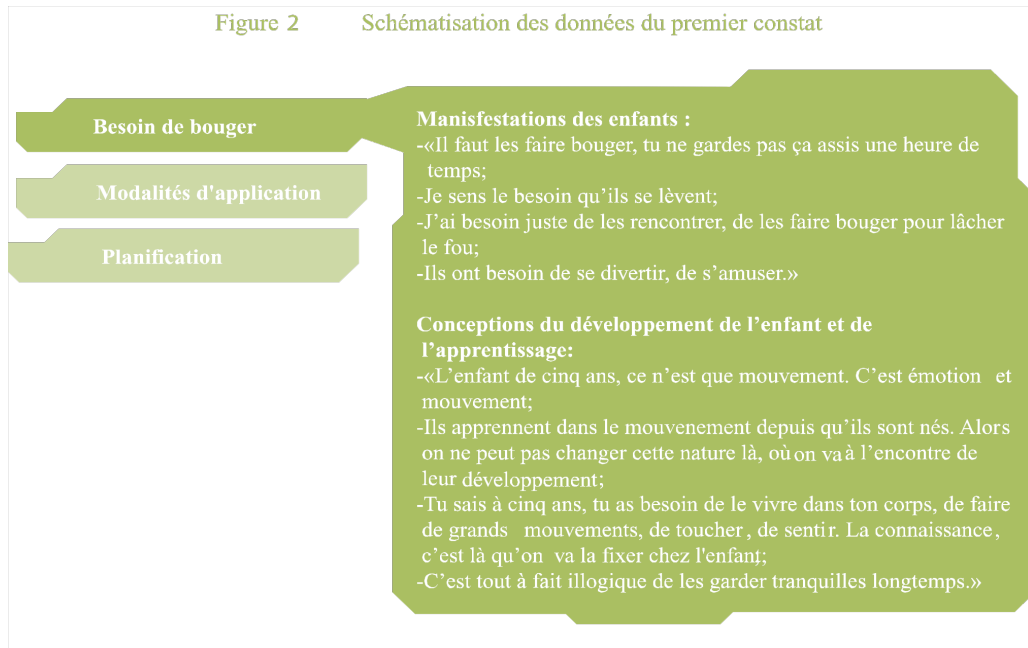 Figure 2 Schématisation des données du premier constat
Besoin de bouger
Modalités d'application
Planification
Manisfestations des enfants :
-«Il faut les faire bouger, tu ne gardes pas ça assis une heure de
temps;
-Je sens le besoin qu’ils se lèvent;
-J’ai besoin juste de les rencontrer, de les faire bouger pour lâcher
le fou;
-Ils ont besoin de se divertir, de s’amuser.»
Conceptions du développement de l’enfant et de
l’apprentissage:
-«L’enfant de cinq ans, ce n’est que mouvement. C’est émotion et
mouvement;
-Ils apprennent dans le mouvenement depuis qu’ils sont nés. Alors
on ne peut pas changer cette nature là, où on va à l’encontre de
leur développement;
-Tu sais à cinq ans, tu as besoin de le vivre dans ton corps, de faire
de grands mouvements, de toucher, de sentir. La connaissance,
c’est là qu’on va la fixer chez l'enfant;
-C’est tout à fait illogique de les garder tranquilles longtemps.»